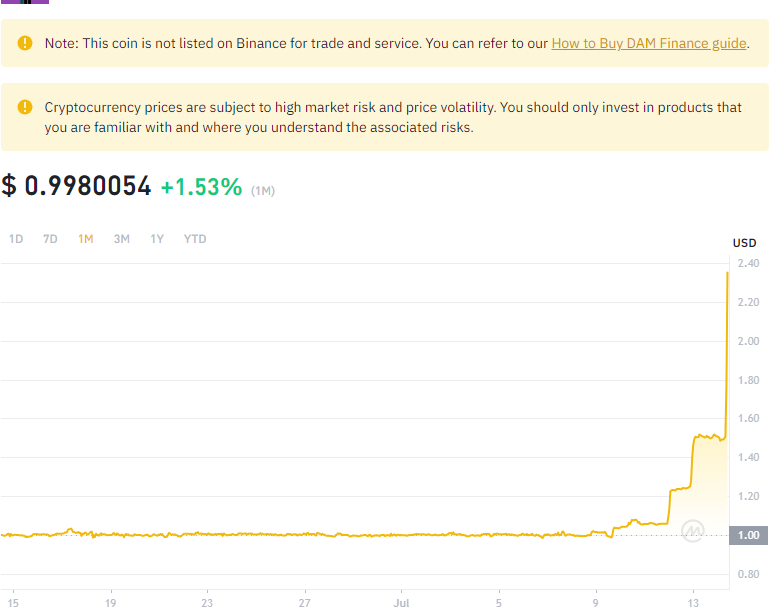 Note: This coin is not listed on Binance for trade and service. You can refer to our How to Buy DAM Finance guide.
Cryptocurrency prices are subject to high market risk and price volatility. You should only invest in products that
you are familiar with and where you understand the associated risks.
$ 0.9980054 +1.53% (1M)
1D 7D 1M 3M 1Y YTD
USD
2.40
2.20
2.00
1.80
1.60
1.40
1.20
1.00
0.80
15 19 23 27 Jul 5 9 13